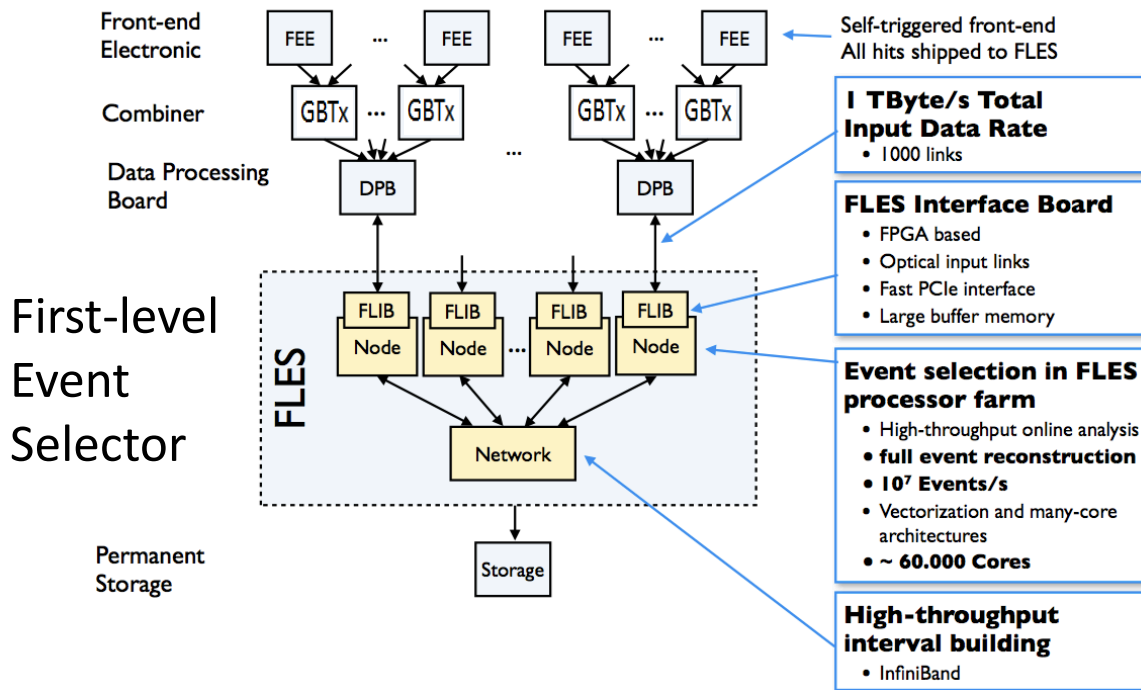 Front-end
Electronic
FEE
...
FEE
FEE
...
FEE
Self-triggered front-end
All hits shipped to FLES
Combiner
GBTx
...
GBTx
GBTx
...
GBTx
...
Data Processing
Board
DPB
DPB
1 TByte/s Total
Input Data Rate
• 1000 links
FLES Interface Board
• FPGA based
• Optical input links
• Fast PCIe interface
• Large buffer memory
First-level
Event
Selector
FLES
FLIB
FLIB
FLIB
FLIB
Node
Node
...
Node
Node
Network
Event selection in FLES
processor farm
• High-throughput online analysis
• full event reconstruction
• 10⁷ Events/s
• Vectorization and many-core
architectures
• ~ 60.000 Cores
Permanent
Storage
Storage
High-throughput
interval building
• InfiniBand